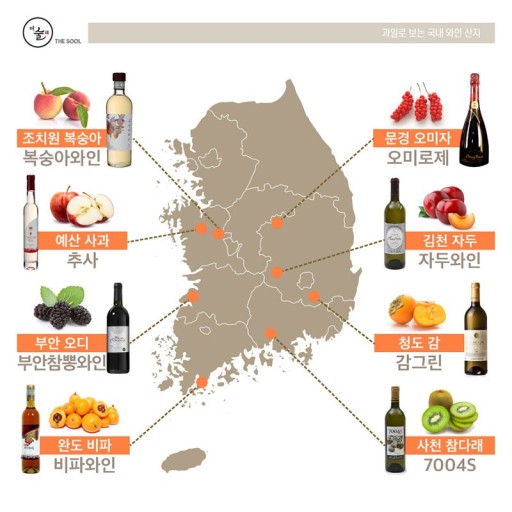 더술 THE SOOL
과일로 보는 국내 와인 산지
조치원 복숭아
복숭아와인
문경 오미자
오미로제
예산 사과
추사
김천 자두
자두와인
부안 오디
부안참뽕와인
청도 감
감그린
완도 비파
비파와인
사천 참다래
7004S
7004S